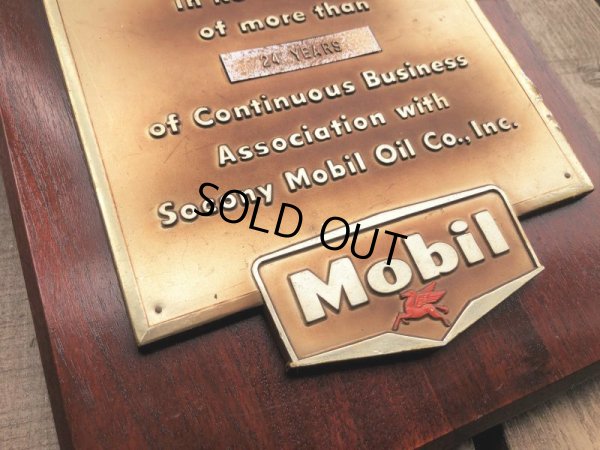 of more than
24 YEARS
of Continuous Business
Association with
Socony Mobil Oil Co., Inc.
SOLD OUT
Mobil